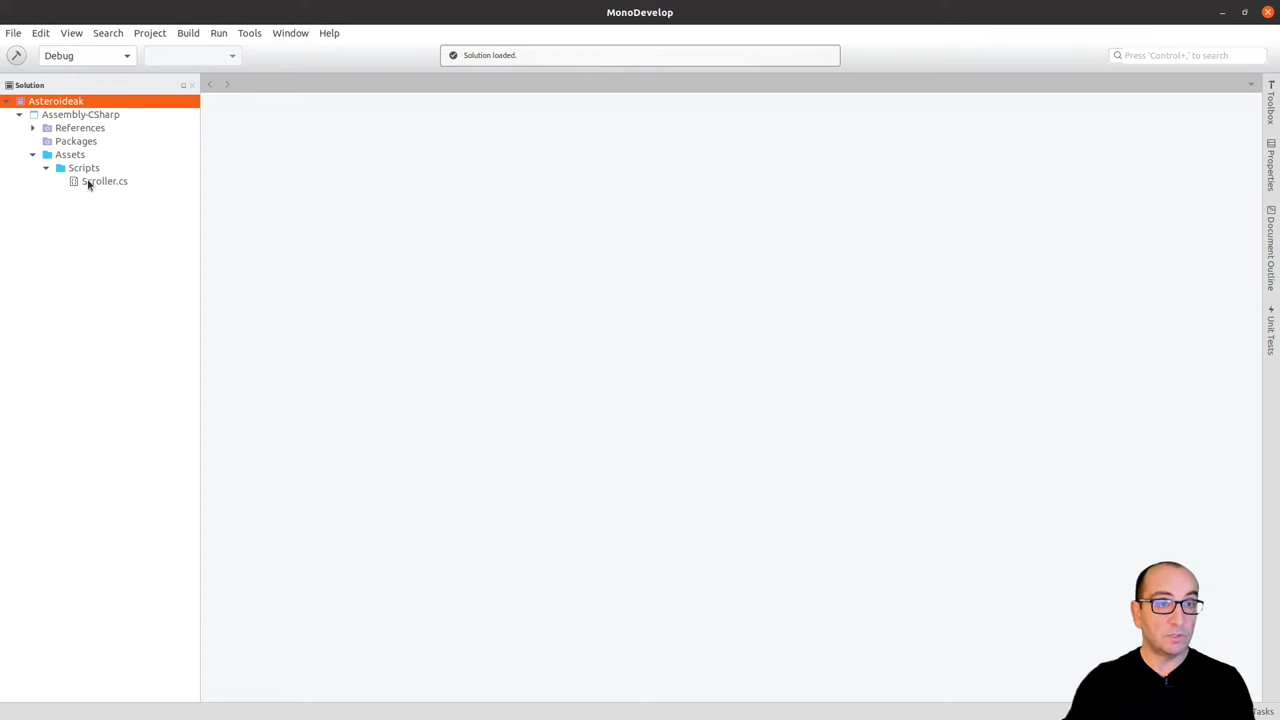 MonoDevelop
File Edit View Search Project Build Run Tools Window Help
Debug
Solution loaded.
Press 'Control+,' to search
Solution
Asteroideak
Assembly-CSharp
References
Packages
Assets
Scripts
Scroller.cs
Toolbox
Properties
Document Outline
Unit Tests
Tasks